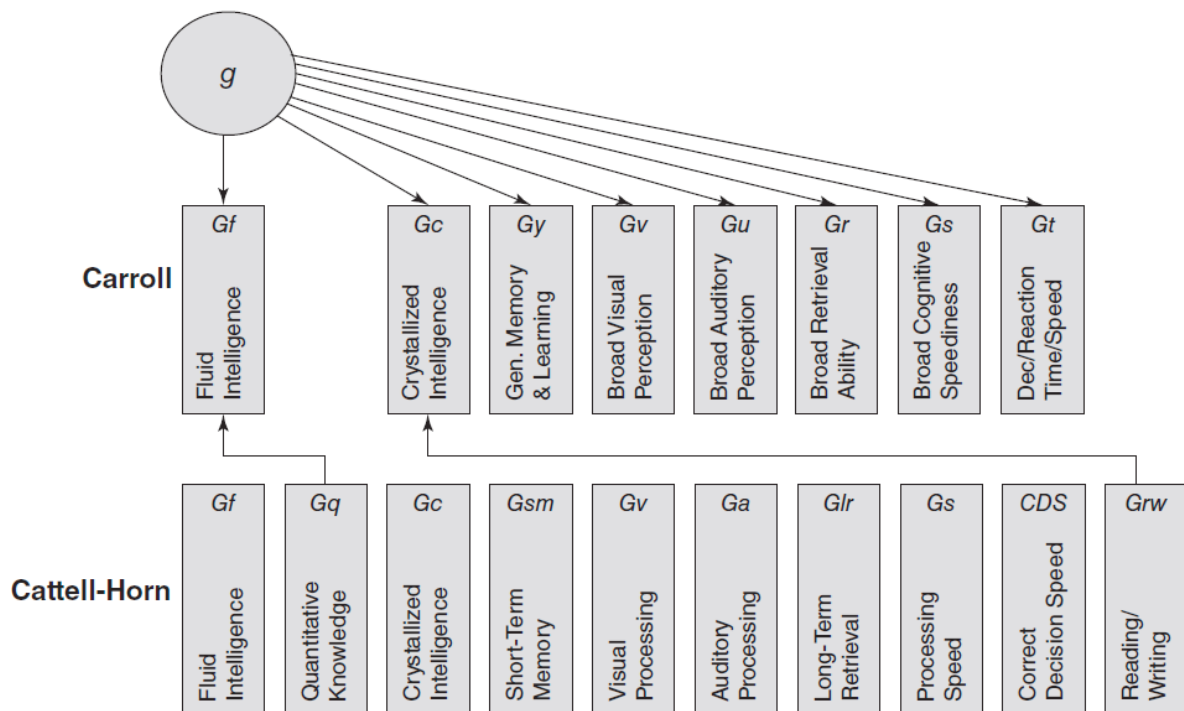 g
Gf
Gc
Gy
Gv
Gu
Gr
Gs
Gt
Carroll
Fluid
Intelligence
Crystallized
Intelligence
Gen. Memory
& Learning
Broad Visual
Perception
Broad Auditory
Perception
Broad Retrieval
Ability
Broad Cognitive
Speediness
Dec/Reaction
Time/Speed
Gf
Gq
Gc
Gsm
Gv
Ga
Glr
Gs
CDS
Grw
Cattell-Horn
Fluid
Intelligence
Quantitative
Knowledge
Crystallized
Intelligence
Short-Term
Memory
Visual
Processing
Auditory
Processing
Long-Term
Retrieval
Processing
Speed
Correct
Decision Speed
Reading/
Writing